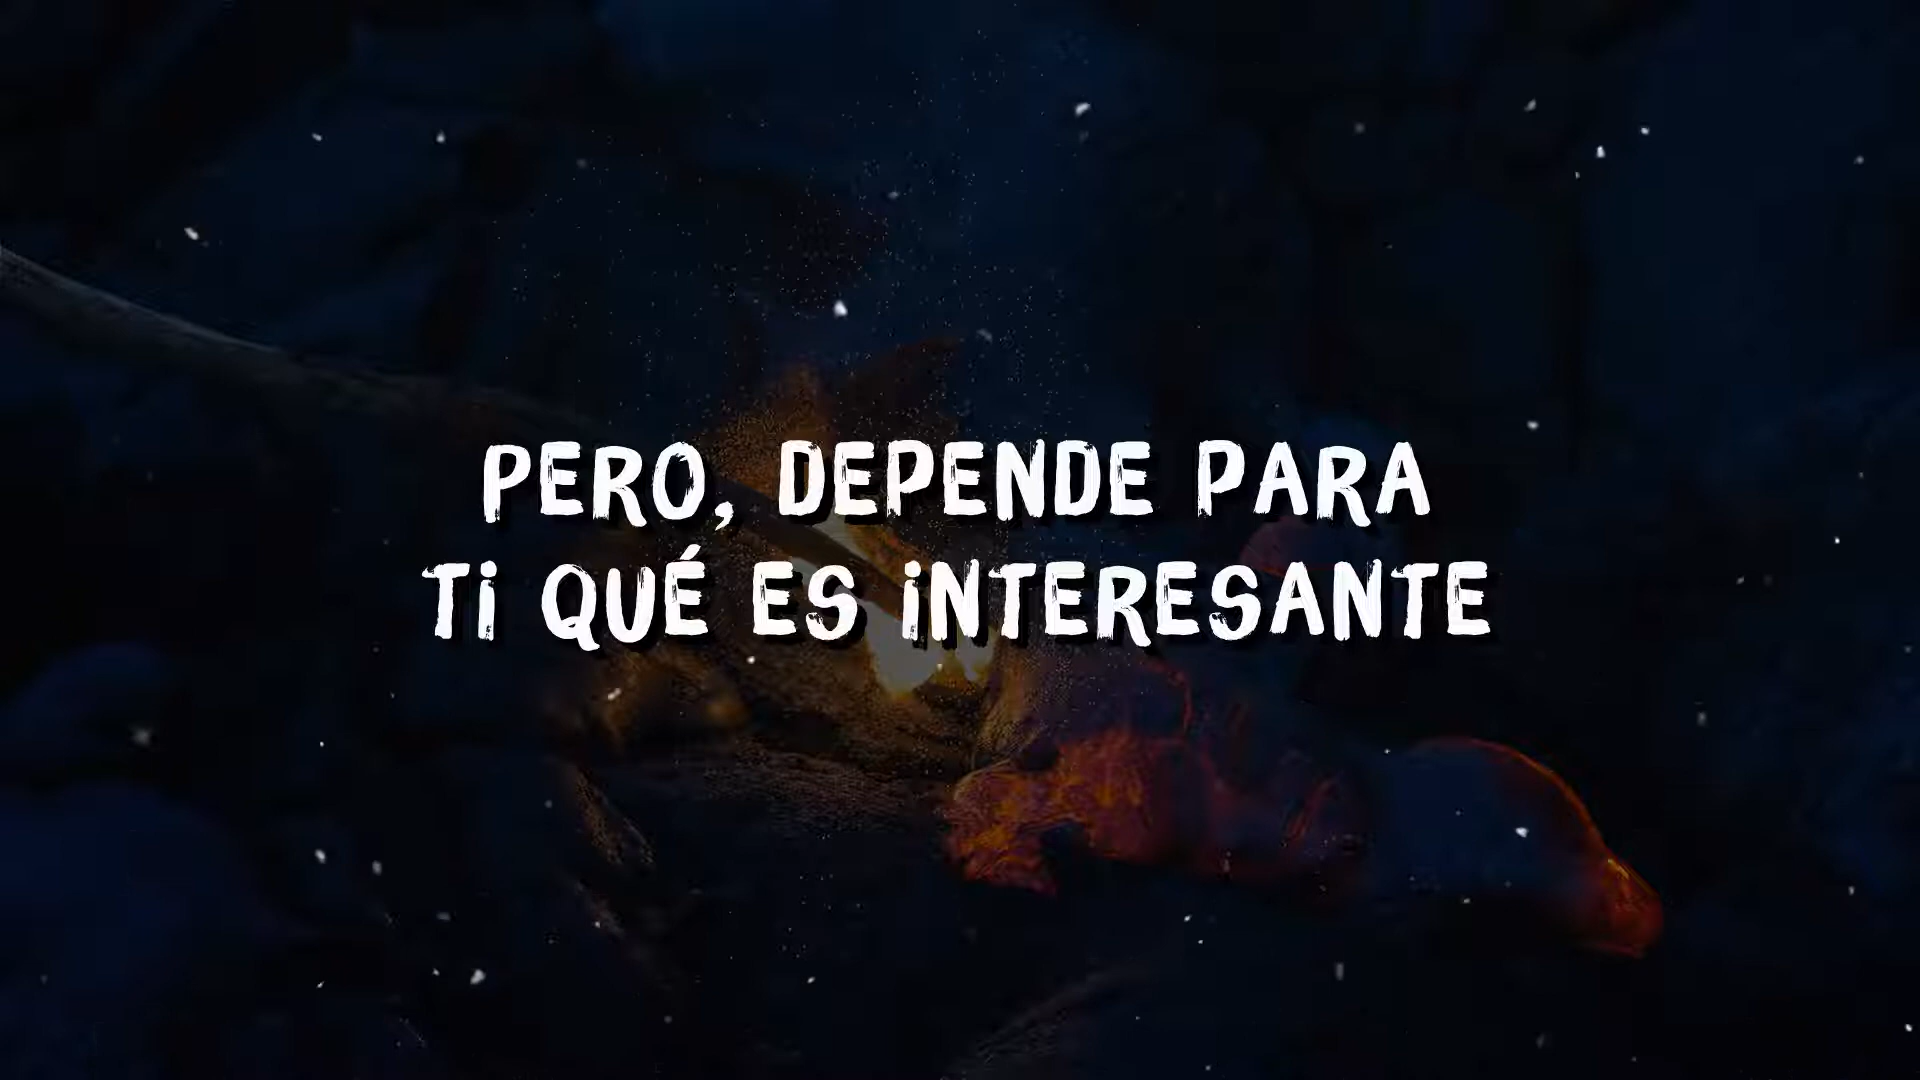 PERO, DEPENDE PARA
TI QUÉ ES INTERESANTE